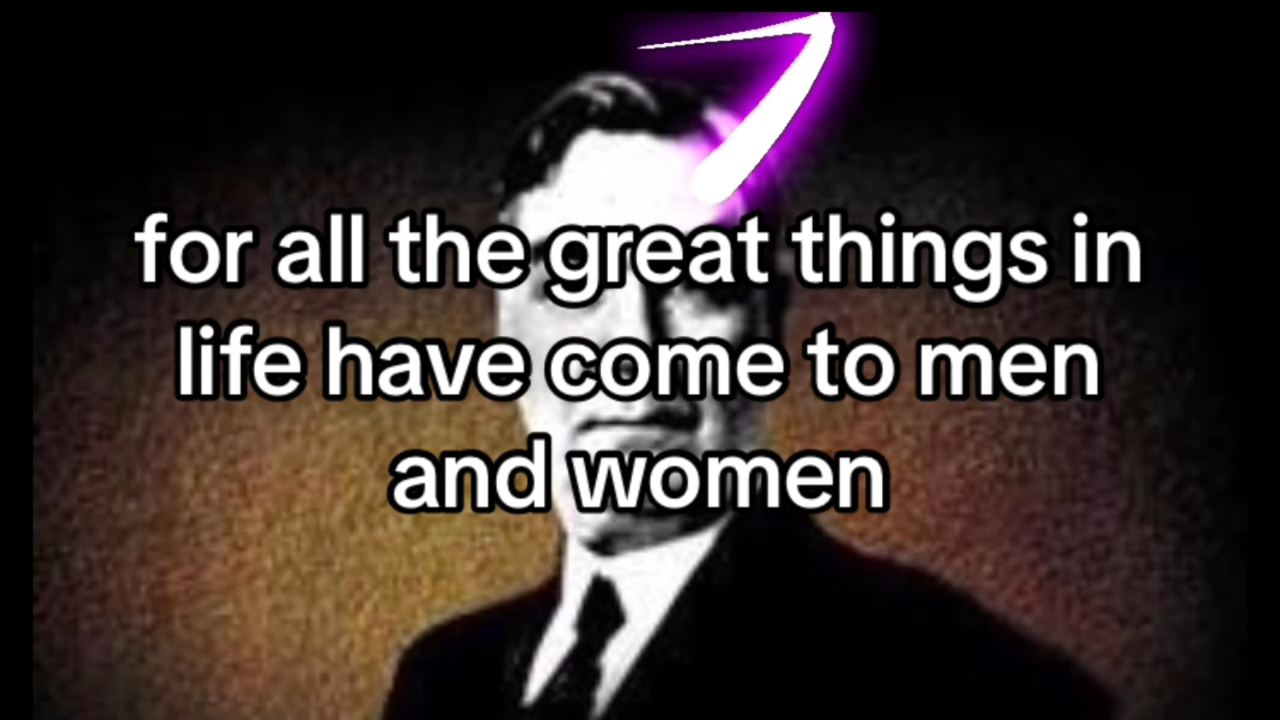 for all the great things in
life have come to men
and women